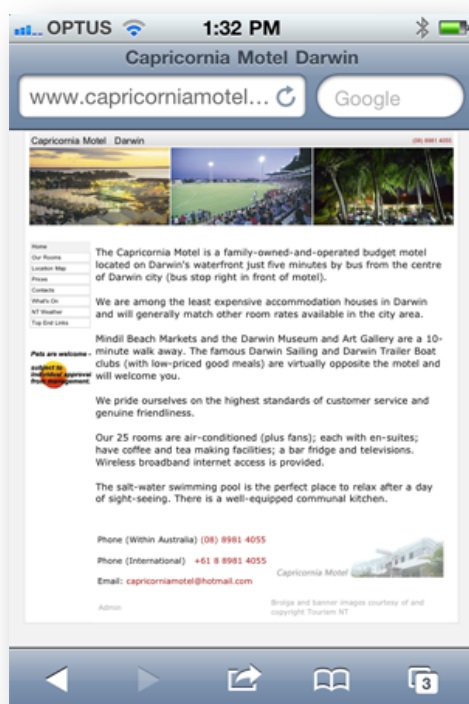 OPTUS 1:32 PM
Capricornia Motel Darwin
www.capricorniamotel... Google
Capricornia Motel Darwin (08) 8981 4055
Home
Our Rooms
Location Map
Prices
Contacts
What's On
NT Weather
Top End Links
Pets are welcome -
subject to
individual approval
from management.
The Capricornia Motel is a family-owned-and-operated budget motel
located on Darwin's waterfront just five minutes by bus from the centre
of Darwin city (bus stop right in front of motel).
We are among the least expensive accommodation houses in Darwin
and will generally match other room rates available in the city area.
Mindil Beach Markets and the Darwin Museum and Art Gallery are a 10-
minute walk away. The famous Darwin Sailing and Darwin Trailer Boat
clubs (with low-priced good meals) are virtually opposite the motel and
will welcome you.
We pride ourselves on the highest standards of customer service and
genuine friendliness.
Our 25 rooms are air-conditioned (plus fans); each with en-suites;
have coffee and tea making facilities; a bar fridge and televisions.
Wireless broadband internet access is provided.
The salt-water swimming pool is the perfect place to relax after a day
of sight-seeing. There is a well-equipped communal kitchen.
Phone (Within Australia) (08) 8981 4055
Phone (International) +61 8 8981 4055
Email: capricorniamotel@hotmail.com
Capricornia Motel
Admin
Brolga and banner images courtesy of and
copyright Tourism NT
3